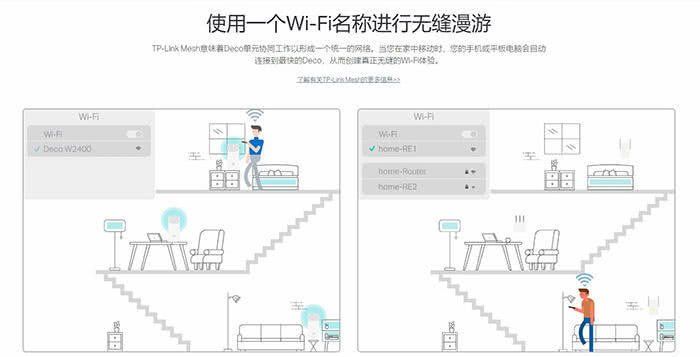 使用一个Wi-Fi名称进行无缝漫游
TP-Link Mesh意味着Deco单元协同工作以形成一个统一的网络。当您在家中移动时，您的手机或平板电脑会自动
连接到最快的Deco，从而创建真正无缝的Wi-Fi体验。
了解有关TP-Link Mesh的更多信息>>
Wi-Fi
Wi-Fi
Deco W2400
Wi-Fi
Wi-Fi
home-RE1
home-Router
home-RE2